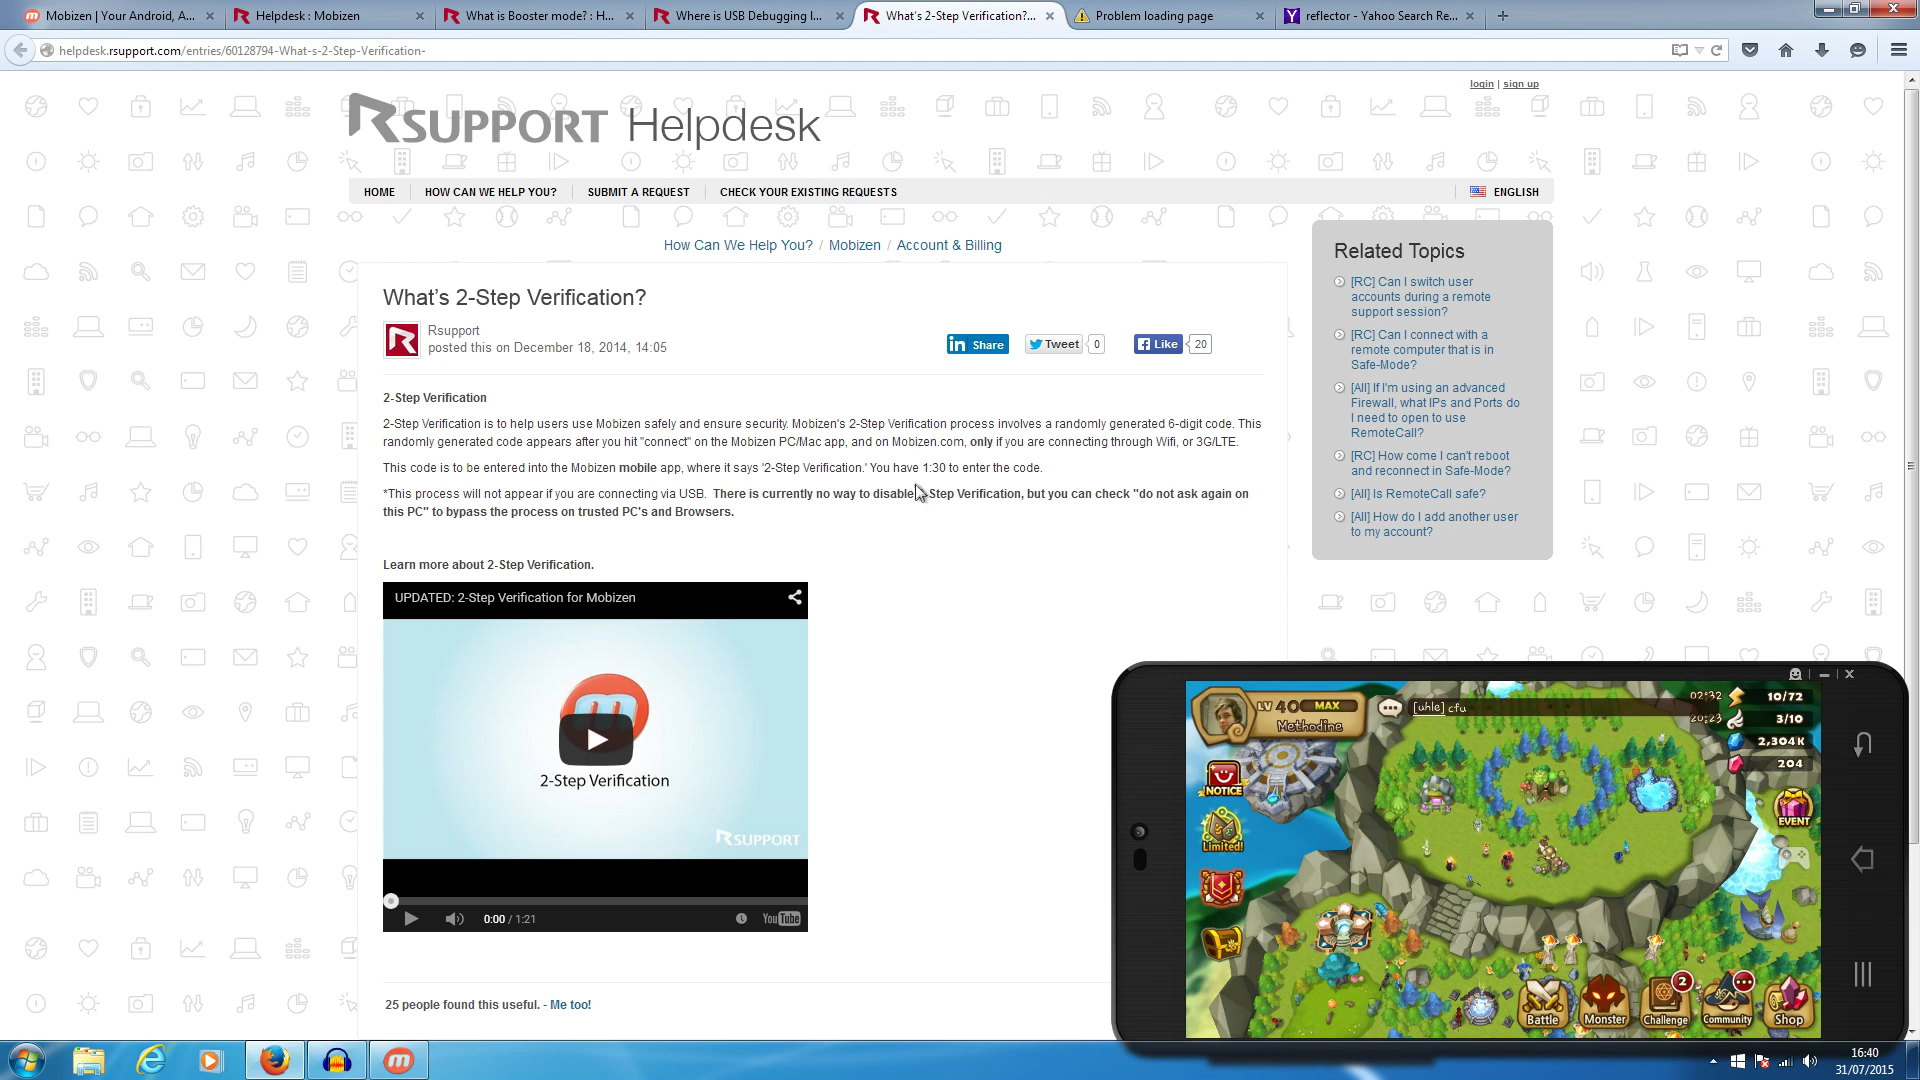 Mobizen | Your Android, A...
Helpdesk : Mobizen
What is Booster mode? : H...
Where is USB Debugging l...
What's 2-Step Verification?...
Problem loading page
reflector - Yahoo Search Re...
helpdesk.rsupport.com/entries/60128794-What-s-2-Step-Verification-
login | sign up
RSUPPORT Helpdesk
HOME
HOW CAN WE HELP YOU?
SUBMIT A REQUEST
CHECK YOUR EXISTING REQUESTS
ENGLISH
How Can We Help You? / Mobizen / Account & Billing
What's 2-Step Verification?
Rsupport
posted this on December 18, 2014, 14:05
in Share
Tweet 0
Like 20
2-Step Verification
2-Step Verification is to help users use Mobizen safely and ensure security. Mobizen's 2-Step Verification process involves a randomly generated 6-digit code. This
randomly generated code appears after you hit "connect" on the Mobizen PC/Mac app, and on Mobizen.com, only if you are connecting through Wifi, or 3G/LTE.
This code is to be entered into the Mobizen mobile app, where it says '2-Step Verification.' You have 1:30 to enter the code.
*This process will not appear if you are connecting via USB. There is currently no way to disable Step Verification, but you can check "do not ask again on
this PC" to bypass the process on trusted PC's and Browsers.
Learn more about 2-Step Verification.
UPDATED: 2-Step Verification for Mobizen
2-Step Verification
RSUPPORT
0:00 / 1:21
YouTube
25 people found this useful. - Me too!
Related Topics
[RC] Can I switch user
accounts during a remote
support session?
[RC] Can I connect with a
remote computer that is in
Safe-Mode?
[All] If I'm using an advanced
Firewall, what IPs and Ports do
I need to open to use
RemoteCall?
[RC] How come I can't reboot
and reconnect in Safe-Mode?
[All] Is RemoteCall safe?
[All] How do I add another user
to my account?
LV 40 MAX
Methodine
[uhle] cfu
02:32
10/72
20:23
3/10
2,304K
204
NOTICE
Limited!
EVENT
Battle
Monster
2
Challenge
Community
Shop
16:40
31/07/2015